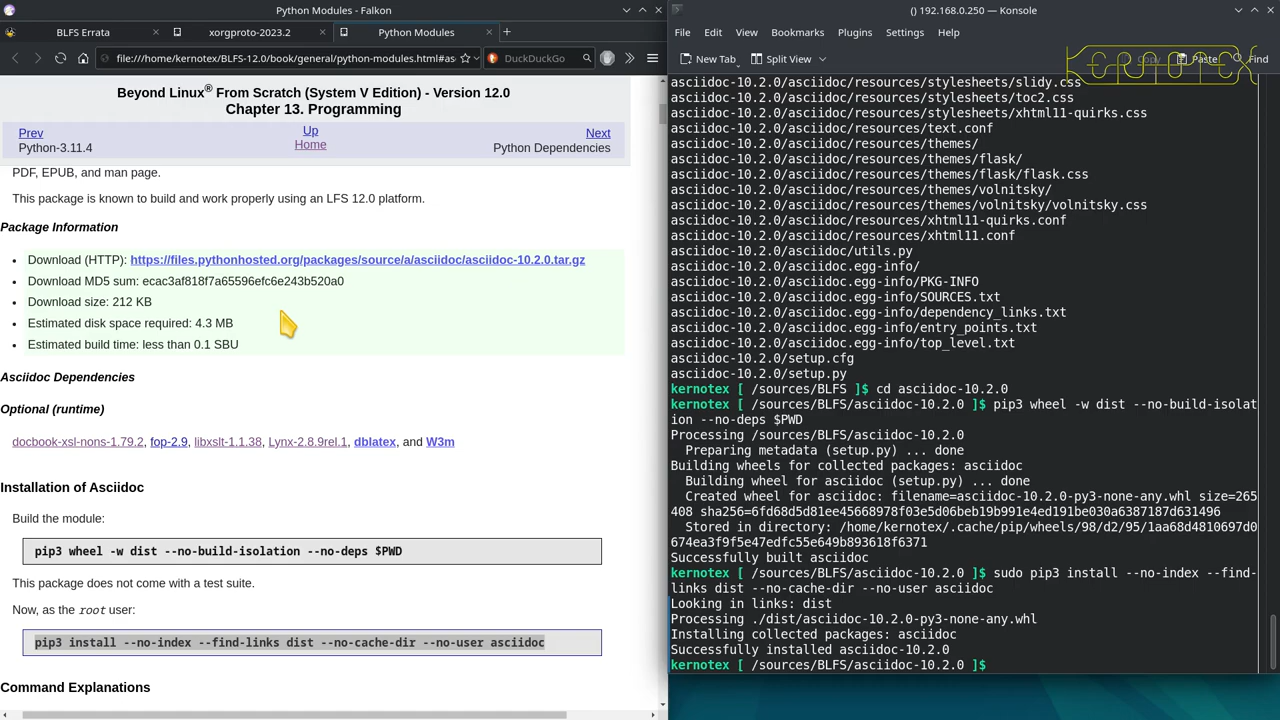 Python Modules - Falkon
BLFS Errata
xorgproto-2023.2
Python Modules
file:///home/kernotex/BLFS-12.0/book/general/python-modules.html#as
DuckDuckGo
Beyond Linux® From Scratch (System V Edition) - Version 12.0
Chapter 13. Programming
Prev
Up
Next
Python-3.11.4
Home
Python Dependencies
PDF, EPUB, and man page.
This package is known to build and work properly using an LFS 12.0 platform.
Package Information
Download (HTTP): https://files.pythonhosted.org/packages/source/a/asciidoc/asciidoc-10.2.0.tar.gz
Download MD5 sum: ecac3af818f7a65596efc6e243b520a0
Download size: 212 KB
Estimated disk space required: 4.3 MB
Estimated build time: less than 0.1 SBU
Asciidoc Dependencies
Optional (runtime)
docbook-xsl-nons-1.79.2, fop-2.9, libxslt-1.1.38, Lynx-2.8.9rel.1, dblatex, and W3m
Installation of Asciidoc
Build the module:
pip3 wheel -w dist --no-build-isolation --no-deps $PWD
This package does not come with a test suite.
Now, as the root user:
pip3 install --no-index --find-links dist --no-cache-dir --no-user asciidoc
Command Explanations
() 192.168.0.250 — Konsole
File Edit View Bookmarks Plugins Settings Help
New Tab Split View Copy Paste Find
KERNOTEX
asciidoc-10.2.0/asciidoc/resources/stylesheets/slidy.css
asciidoc-10.2.0/asciidoc/resources/stylesheets/toc2.css
asciidoc-10.2.0/asciidoc/resources/stylesheets/xhtml11-quirks.css
asciidoc-10.2.0/asciidoc/resources/text.conf
asciidoc-10.2.0/asciidoc/resources/themes/
asciidoc-10.2.0/asciidoc/resources/themes/flask/
asciidoc-10.2.0/asciidoc/resources/themes/flask/flask.css
asciidoc-10.2.0/asciidoc/resources/themes/volnitsky/
asciidoc-10.2.0/asciidoc/resources/themes/volnitsky/volnitsky.css
asciidoc-10.2.0/asciidoc/resources/xhtml11-quirks.conf
asciidoc-10.2.0/asciidoc/resources/xhtml11.conf
asciidoc-10.2.0/asciidoc/utils.py
asciidoc-10.2.0/asciidoc.egg-info/
asciidoc-10.2.0/asciidoc.egg-info/PKG-INFO
asciidoc-10.2.0/asciidoc.egg-info/SOURCES.txt
asciidoc-10.2.0/asciidoc.egg-info/dependency_links.txt
asciidoc-10.2.0/asciidoc.egg-info/entry_points.txt
asciidoc-10.2.0/asciidoc.egg-info/top_level.txt
asciidoc-10.2.0/setup.cfg
asciidoc-10.2.0/setup.py
kernotex [ /sources/BLFS ]$ cd asciidoc-10.2.0
kernotex [ /sources/BLFS/asciidoc-10.2.0 ]$ pip3 wheel -w dist --no-build-isolat
ion --no-deps $PWD
Processing /sources/BLFS/asciidoc-10.2.0
Preparing metadata (setup.py) ... done
Building wheels for collected packages: asciidoc
Building wheel for asciidoc (setup.py) ... done
Created wheel for asciidoc: filename=asciidoc-10.2.0-py3-none-any.whl size=265
408 sha256=6fd68d5d81ee45668978f03e5d06beb19b991e4ed191be030a6387187d631496
Stored in directory: /home/kernotex/.cache/pip/wheels/98/d2/95/1aa68d4810697d0
674ea3f9f5e47edfc55e649b893618f6371
Successfully built asciidoc
kernotex [ /sources/BLFS/asciidoc-10.2.0 ]$ sudo pip3 install --no-index --find-
links dist --no-cache-dir --no-user asciidoc
Looking in links: dist
Processing ./dist/asciidoc-10.2.0-py3-none-any.whl
Installing collected packages: asciidoc
Successfully installed asciidoc-10.2.0
kernotex [ /sources/BLFS/asciidoc-10.2.0 ]$